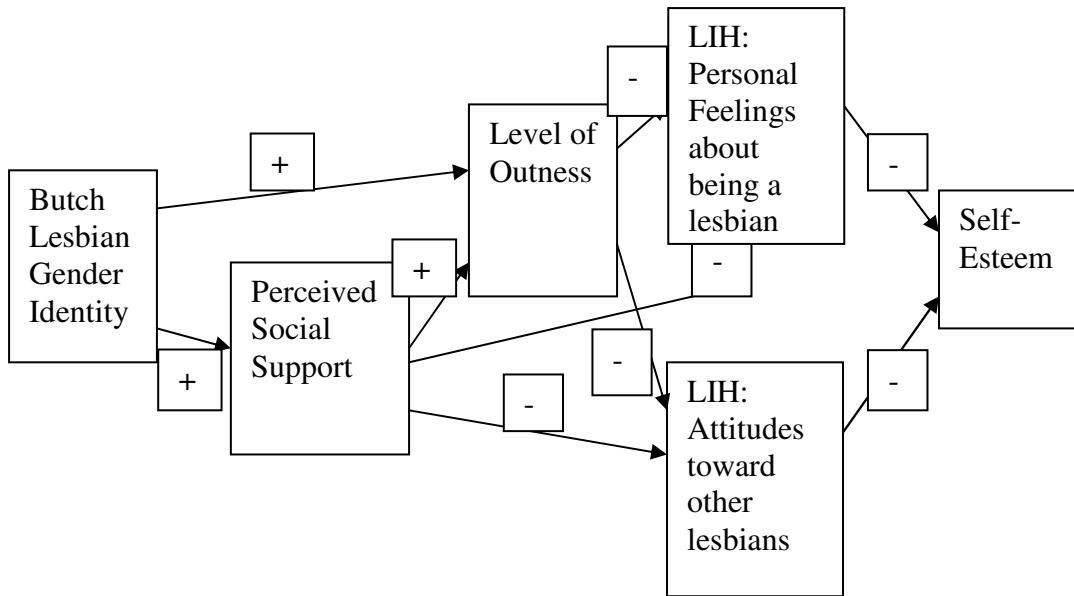 Butch
Lesbian
Gender
Identity
+
+
Perceived
Social
Support
+
Level of
Outness
-
-
-
-
LIH:
Personal
Feelings
about
being a
lesbian
LIH:
Attitudes
toward
other
lesbians
-
-
Self-
Esteem